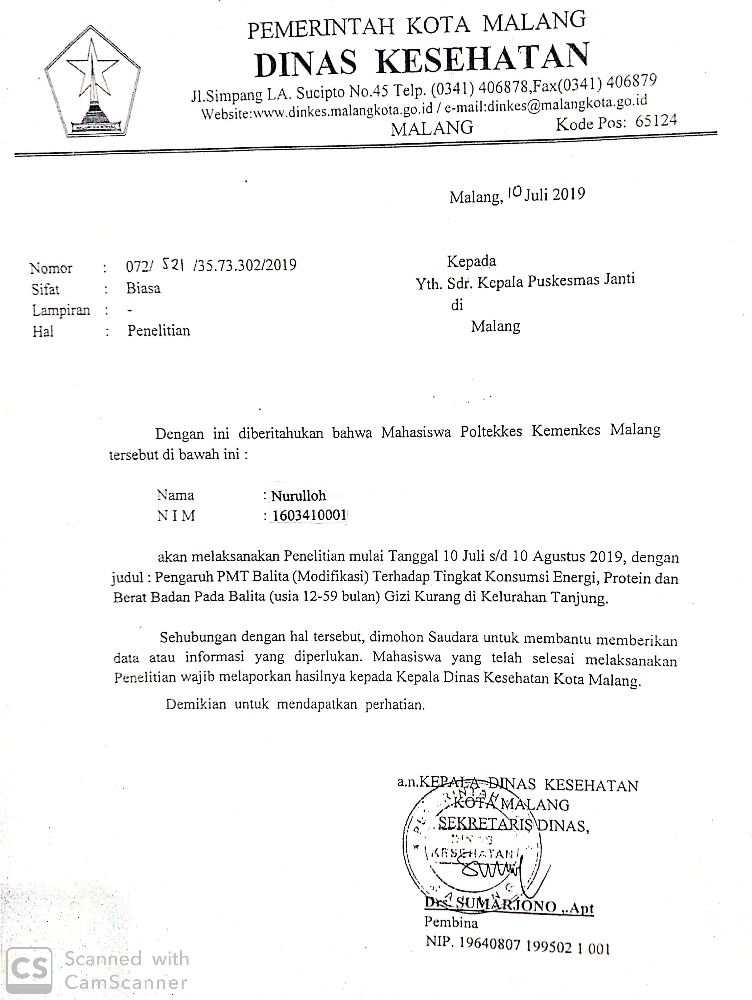 PEMERINTAH KOTA MALANG
DINAS KESEHATAN
Jl.Simpang LA. Sucipto No.45 Telp. (0341) 406878,Fax(0341) 406879
Website:www.dinkes.malangkota.go.id / e-mail:dinkes@malangkota.go.id
MALANG Kode Pos: 65124
Malang, 10 Juli 2019
Nomor : 072/ 521 /35.73.302/2019
Sifat : Biasa
Lampiran : -
Hal : Penelitian
Kepada
Yth. Sdr. Kepala Puskesmas Janti
di
Malang
Dengan ini diberitahukan bahwa Mahasiswa Poltekkes Kemenkes Malang
tersebut di bawah ini :
Nama : Nurulloh
N I M : 1603410001
akan melaksanakan Penelitian mulai Tanggal 10 Juli s/d 10 Agustus 2019, dengan
judul : Pengaruh PMT Balita (Modifikasi) Terhadap Tingkat Konsumsi Energi, Protein dan
Berat Badan Pada Balita (usia 12-59 bulan) Gizi Kurang di Kelurahan Tanjung.
Sehubungan dengan hal tersebut, dimohon Saudara untuk membantu memberikan
data atau informasi yang diperlukan. Mahasiswa yang telah selesai melaksanakan
Penelitian wajib melaporkan hasilnya kepada Kepala Dinas Kesehatan Kota Malang.
Demikian untuk mendapatkan perhatian.
a.n.KEPALA DINAS KESEHATAN
KOTA MALANG
SEKRETARIS DINAS,
DINAS
KESEHATAN
Drs. SUMARJONO ,.Apt
Pembina
NIP. 19640807 199502 1 001
CS Scanned with
CamScanner